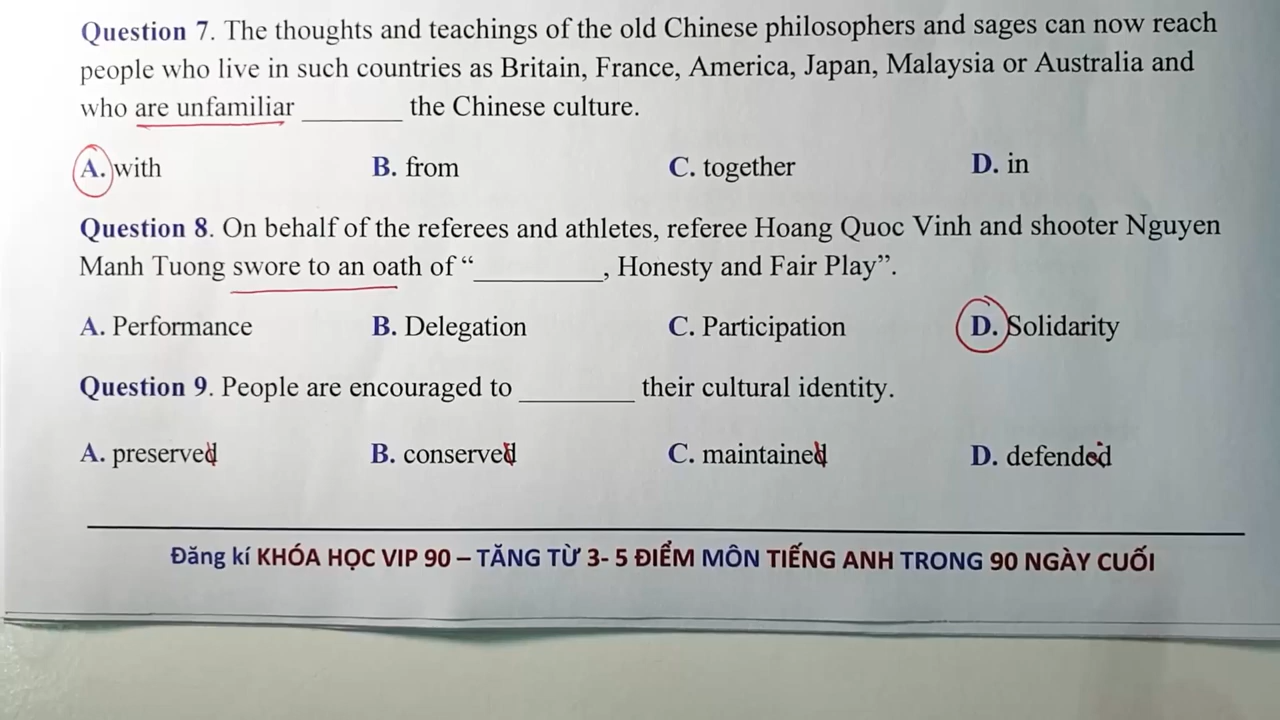 Question 7. The thoughts and teachings of the old Chinese philosophers and sages can now reach
people who live in such countries as Britain, France, America, Japan, Malaysia or Australia and
who are unfamiliar ________ the Chinese culture.
A. with B. from C. together D. in
Question 8. On behalf of the referees and athletes, referee Hoang Quoc Vinh and shooter Nguyen
Manh Tuong swore to an oath of “__________, Honesty and Fair Play”.
A. Performance B. Delegation C. Participation D. Solidarity
Question 9. People are encouraged to _________ their cultural identity.
A. preserved B. conserved C. maintained D. defended
Đăng kí KHÓA HỌC VIP 90 – TĂNG TỪ 3- 5 ĐIỂM MÔN TIẾNG ANH TRONG 90 NGÀY CUỐI